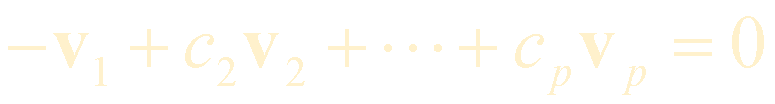 −v₁ + c₂v₂ + ⋯ + cₚvₚ = 0